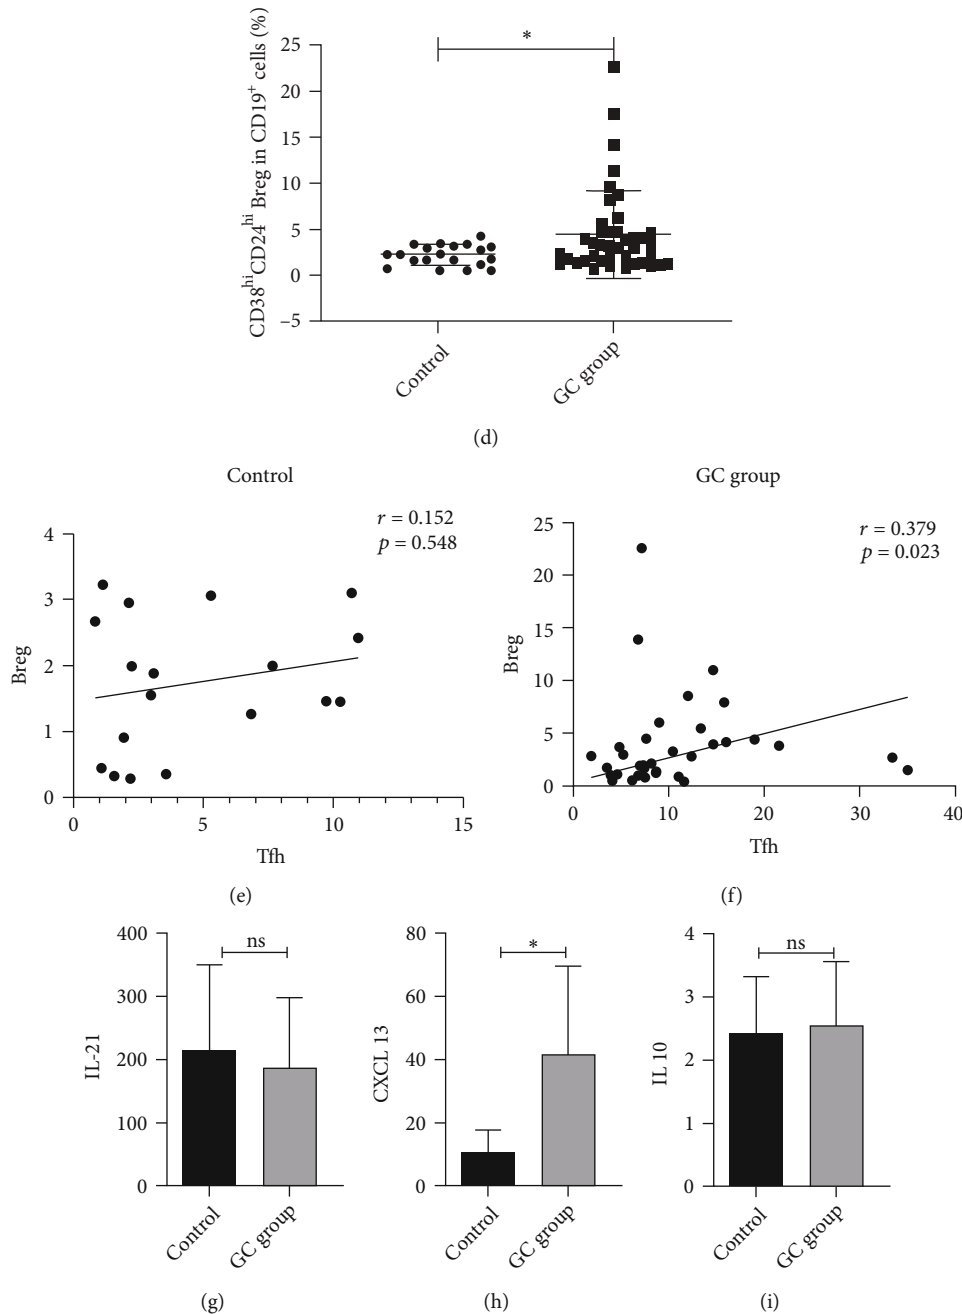 CD38hiCD24hi Breg in CD19+ cells (%)
25
20
15
10
5
0
–5
*
Control
GC group
(d)
Control
r = 0.152
p = 0.548
Breg
4
3
2
1
0
0 5 10 15
Tfh
(e)
GC group
r = 0.379
p = 0.023
Breg
25
20
15
10
5
0
0 10 20 30 40
Tfh
(f)
IL-21
400
300
200
100
0
ns
Control
GC group
(g)
CXCL 13
80
60
40
20
0
*
Control
GC group
(h)
IL 10
4
3
2
1
0
ns
Control
GC group
(i)